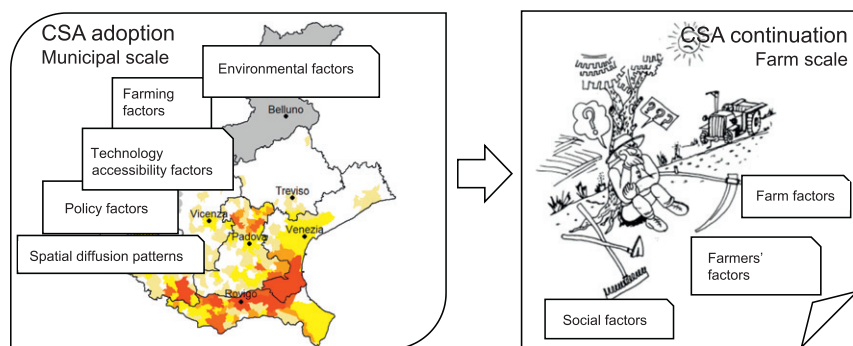 CSA adoption
Municipal scale
Environmental factors
Farming
factors
Belluno
Technology
accessibility factors
Treviso
Policy factors
Vicenza
Venezia
Padova
Spatial diffusion patterns
Rovigo
CSA continuation
Farm scale
?
???
Farm factors
Farmers'
factors
Social factors